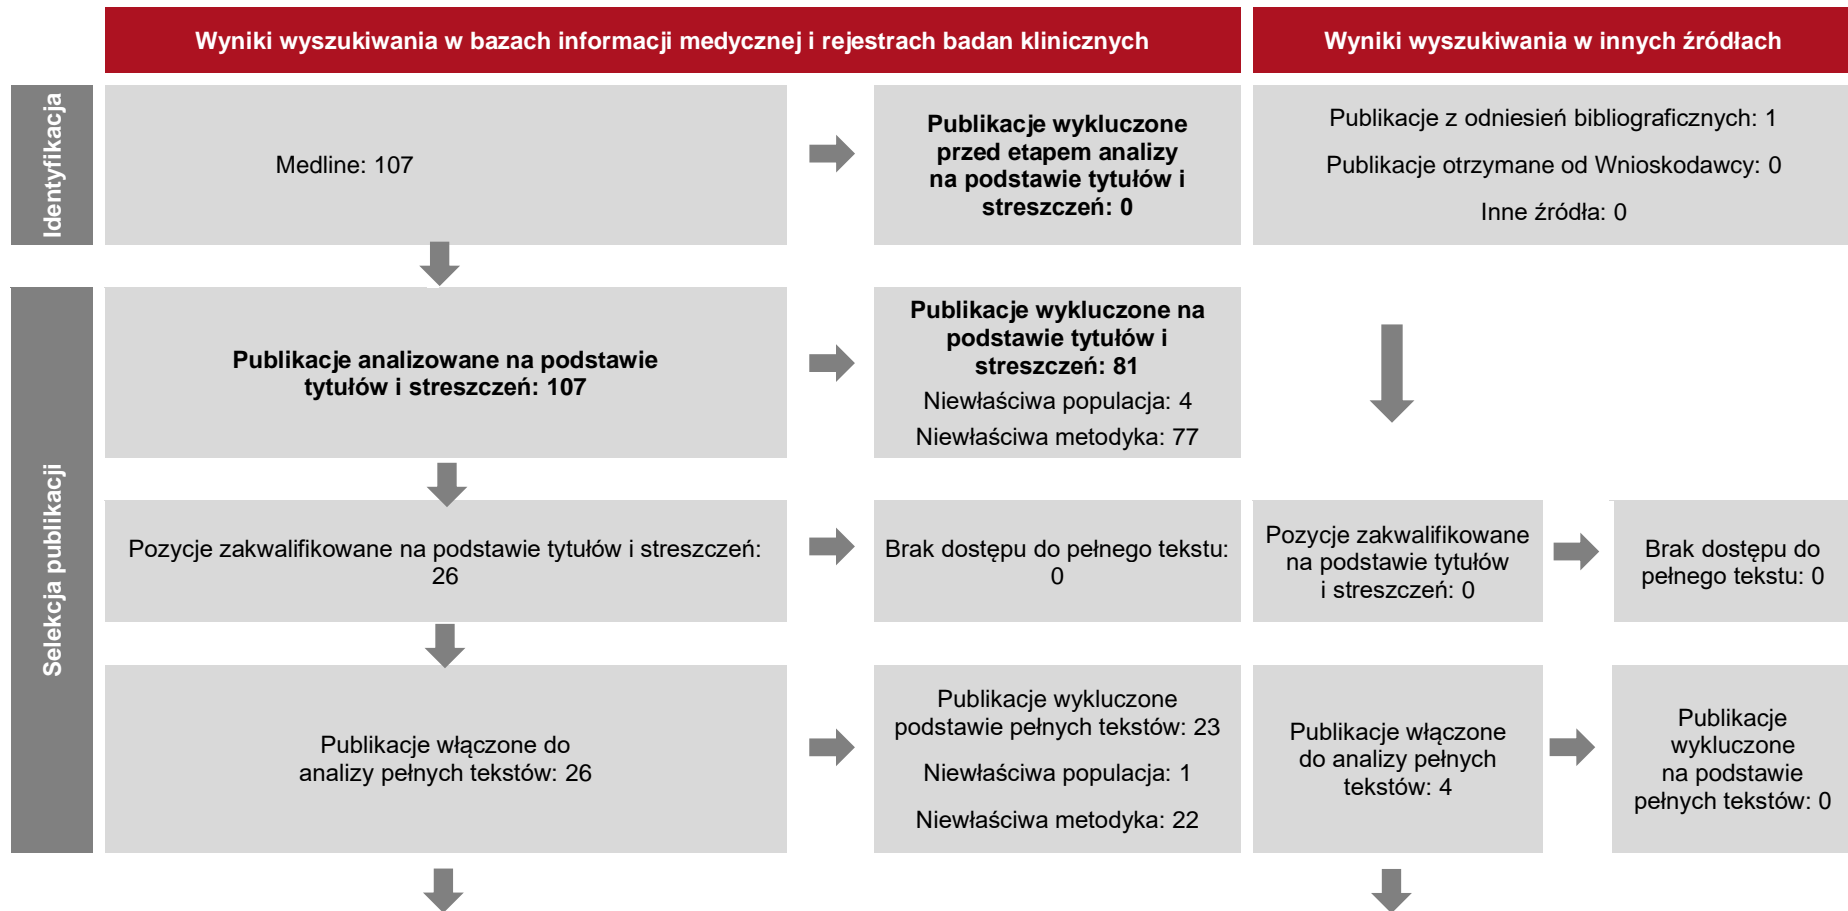 Wyniki wyszukiwania w bazach informacji medycznej i rejestrach badan klinicznych
Wyniki wyszukiwania w innych źródłach
Identyfikacja
Medline: 107
Publikacje wykluczone
przed etapem analizy
na podstawie tytułów i
streszczeń: 0
Publikacje z odniesień bibliograficznych: 1
Publikacje otrzymane od Wnioskodawcy: 0
Inne źródła: 0
Selekcja publikacji
Publikacje analizowane na podstawie
tytułów i streszczeń: 107
Publikacje wykluczone na
podstawie tytułów i
streszczeń: 81
Niewłaściwa populacja: 4
Niewłaściwa metodyka: 77
Pozycje zakwalifikowane na podstawie tytułów i streszczeń:
26
Brak dostępu do pełnego tekstu:
0
Pozycje zakwalifikowane
na podstawie tytułów
i streszczeń: 0
Brak dostępu do
pełnego tekstu: 0
Publikacje włączone do
analizy pełnych tekstów: 26
Publikacje wykluczone
podstawie pełnych tekstów: 23
Niewłaściwa populacja: 1
Niewłaściwa metodyka: 22
Publikacje włączone
do analizy pełnych
tekstów: 4
Publikacje
wykluczone
na podstawie
pełnych tekstów: 0